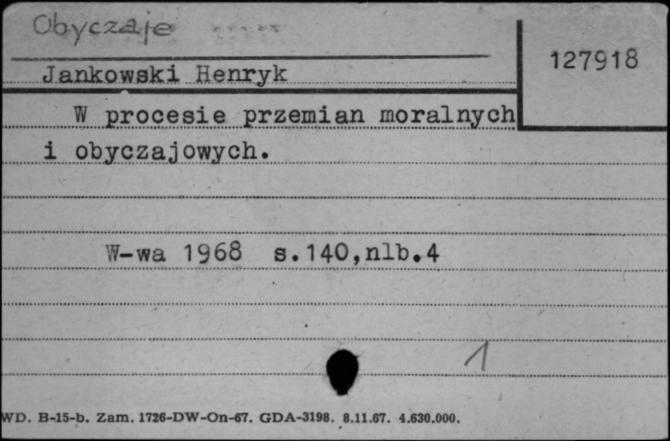 Obyczaje
127918
Jankowski Henryk
W procesie przemian moralnych
i obyczajowych.
W-wa 1968 s.140,nlb.4
1
WD. B-15-b. Zam. 1726-DW-On-67. GDA-3198. 8.11.67. 4.630.000.